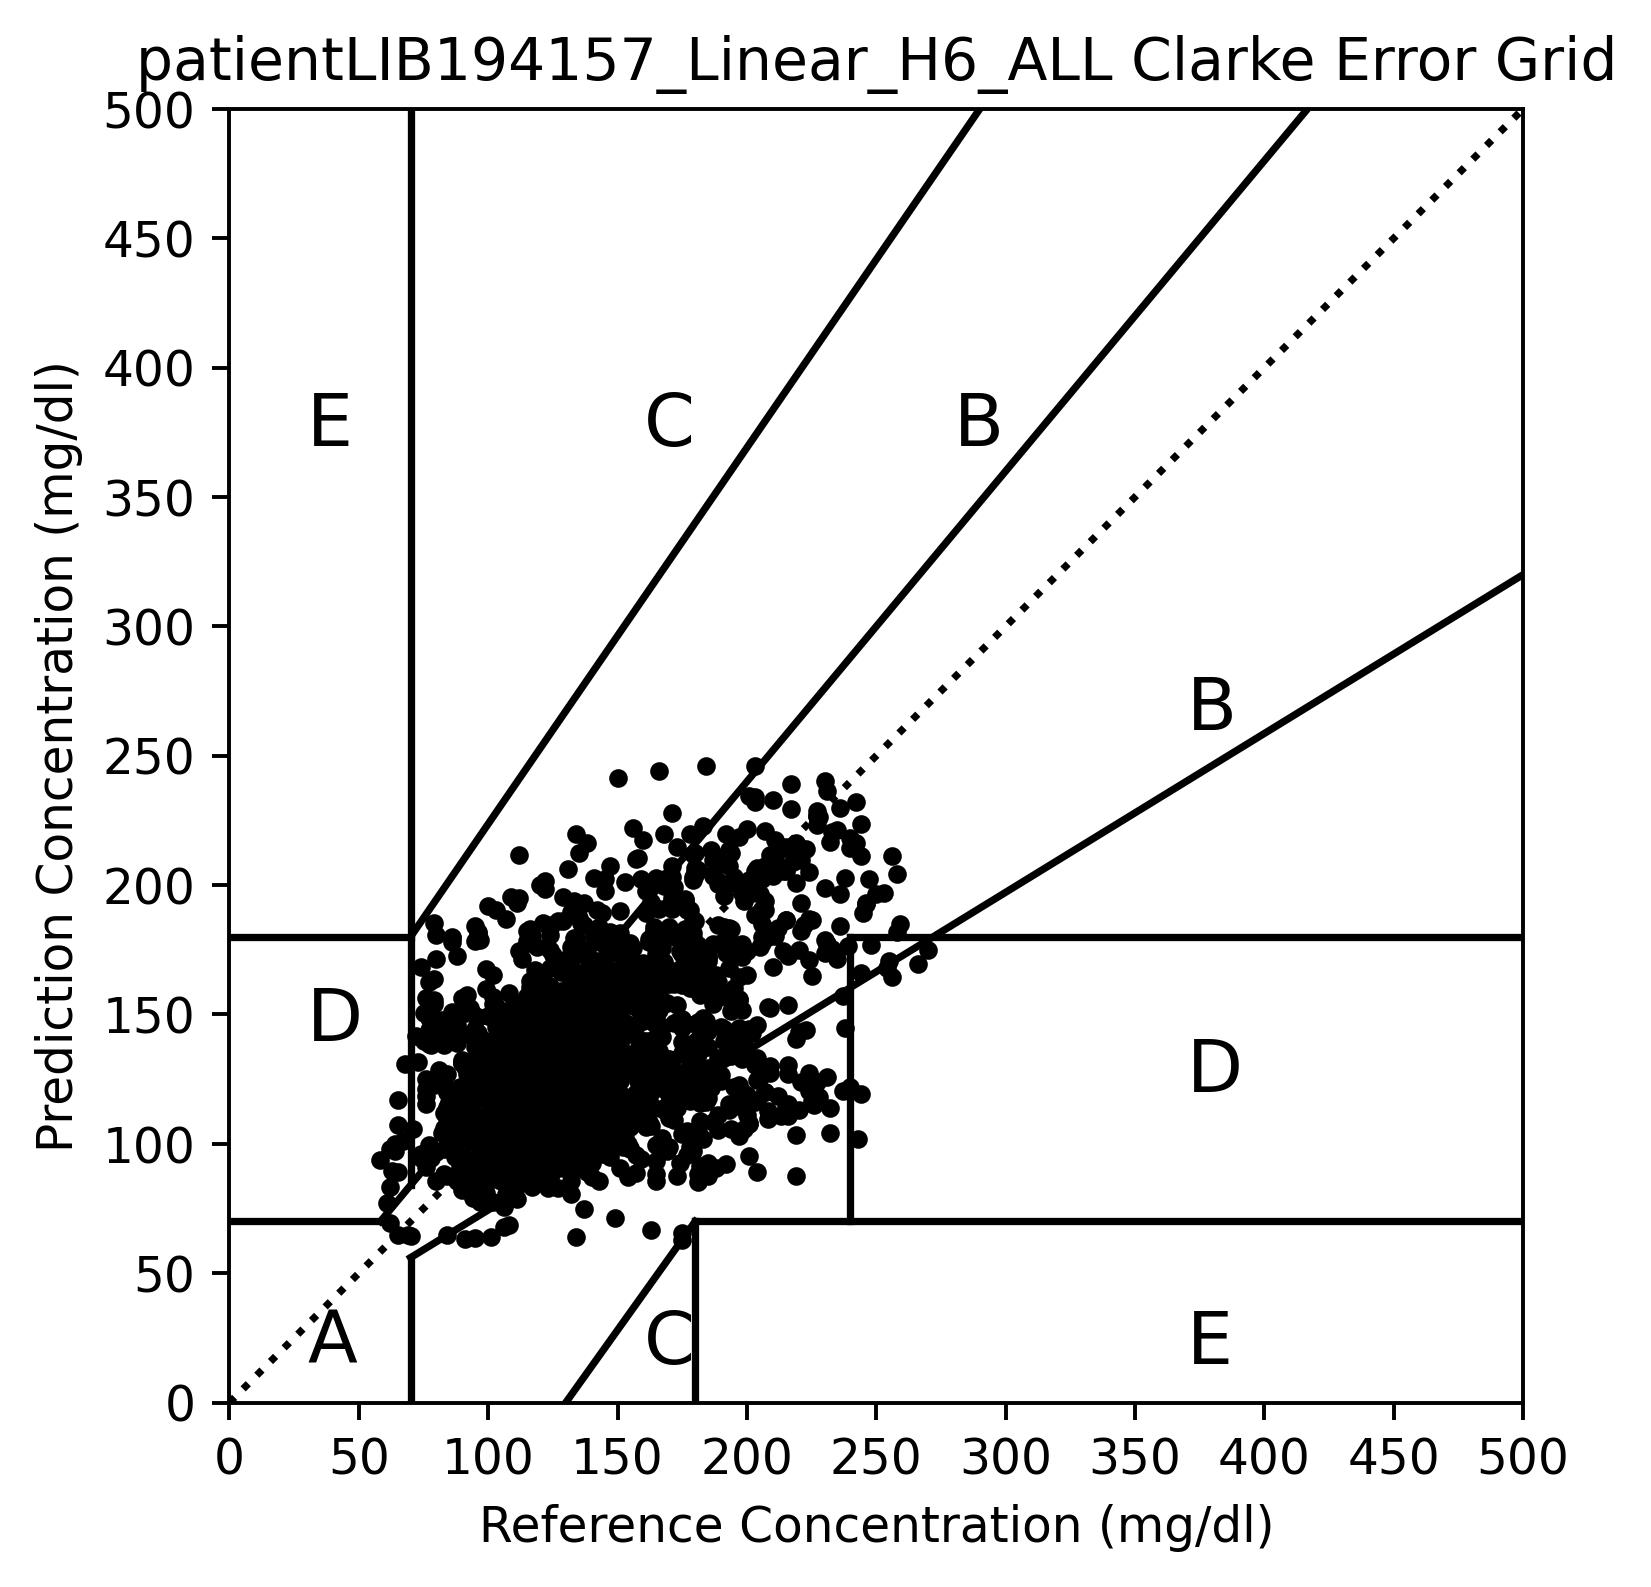 patientLIB194157_Linear_H6_ALL Clarke Error Grid
Prediction Concentration (mg/dl)
500
450
400
350
300
250
200
150
100
50
0
E
C
B
B
D
D
A
C
E
0 50 100 150 200 250 300 350 400 450 500
Reference Concentration (mg/dl)